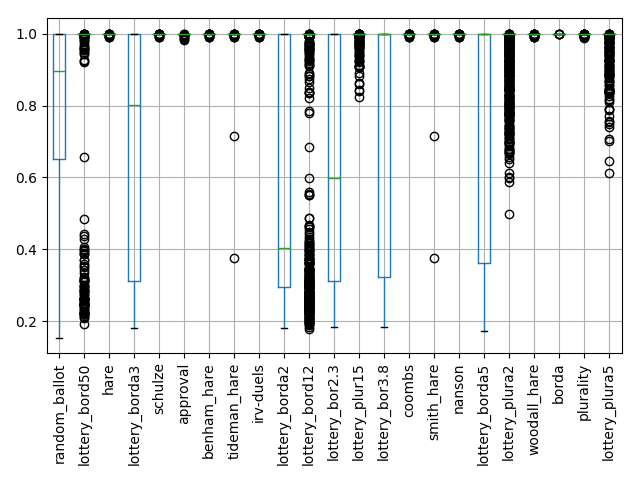 1.0
0.8
0.6
0.4
0.2
random_ballot
lottery_bord50
hare
lottery_borda3
schulze
approval
benham_hare
tideman_hare
irv-duels
lottery_borda2
lottery_bord12
lottery_bor2.3
lottery_plur15
lottery_bor3.8
coombs
smith_hare
nanson
lottery_borda5
lottery_plura2
woodall_hare
borda
plurality
lottery_plura5